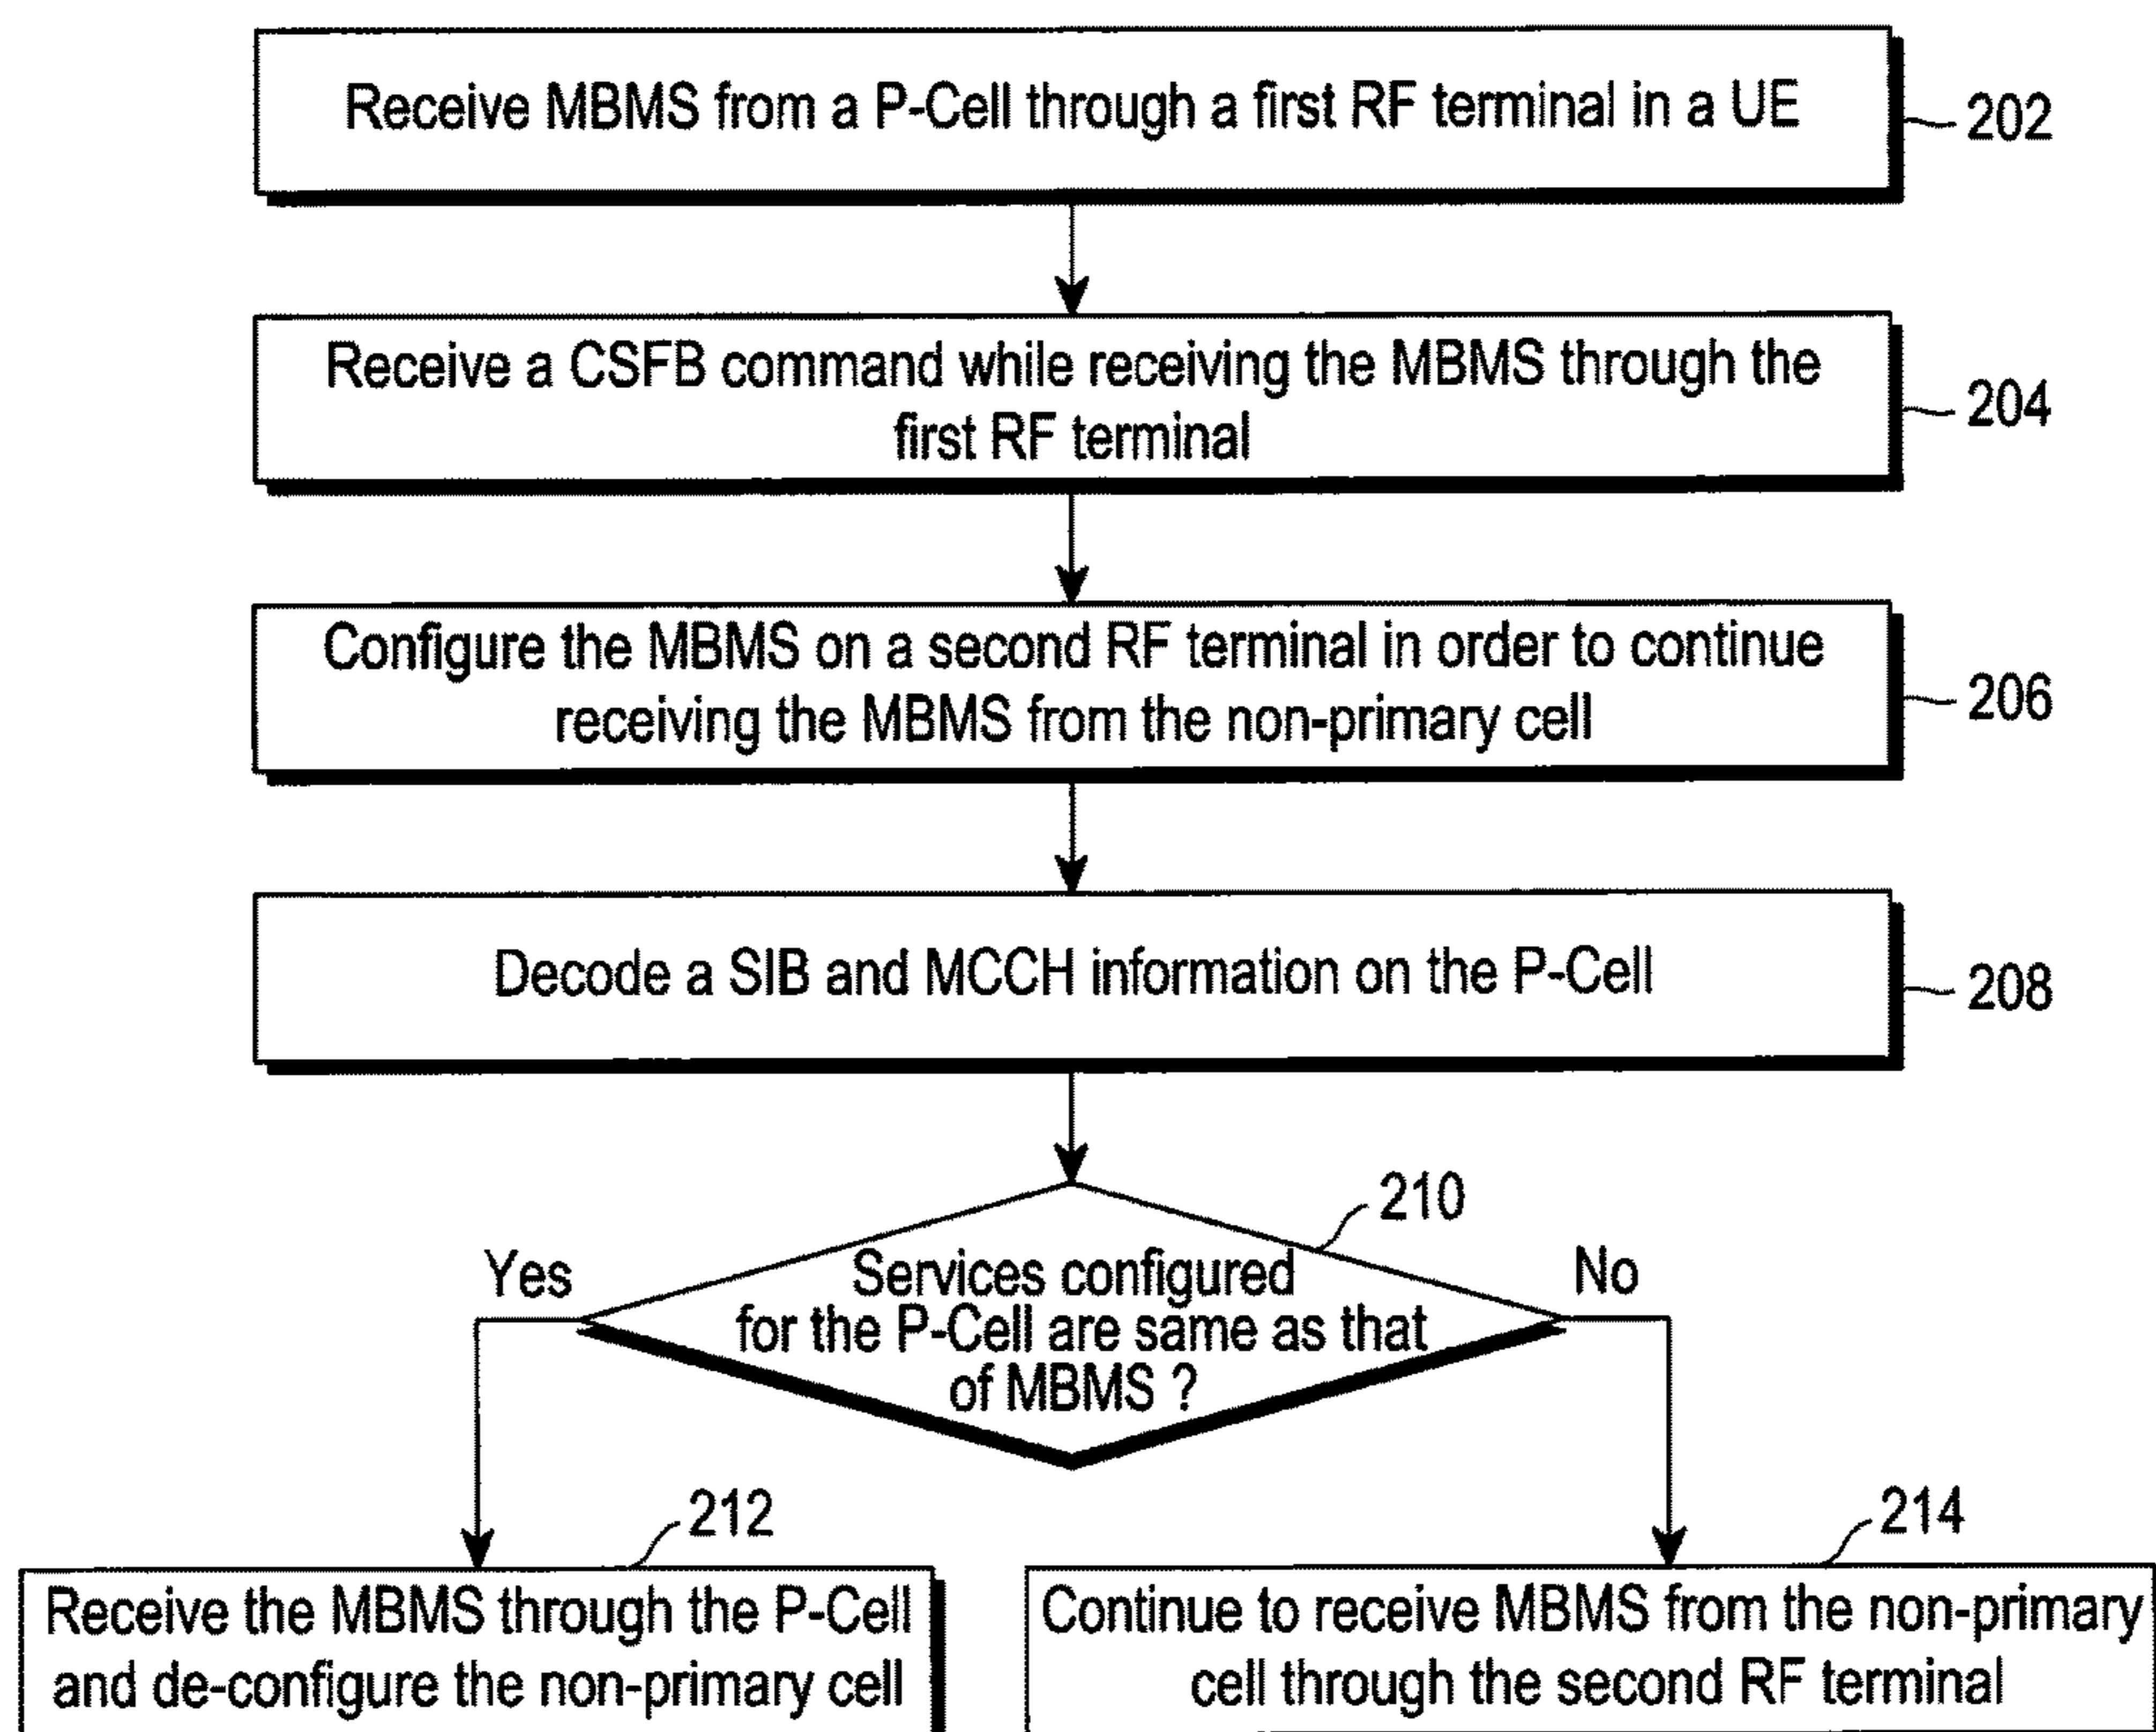 Receive MBMS from a P-Cell through a first RF terminal in a UE
202
Receive a CSFB command while receiving the MBMS through the
first RF terminal
204
Configure the MBMS on a second RF terminal in order to continue
receiving the MBMS from the non-primary cell
206
Decode a SIB and MCCH information on the P-Cell
208
210
Yes
No
Services configured
for the P-Cell are same as that
of MBMS ?
212
214
Receive the MBMS through the P-Cell
and de-configure the non-primary cell
Continue to receive MBMS from the non-primary
cell through the second RF terminal